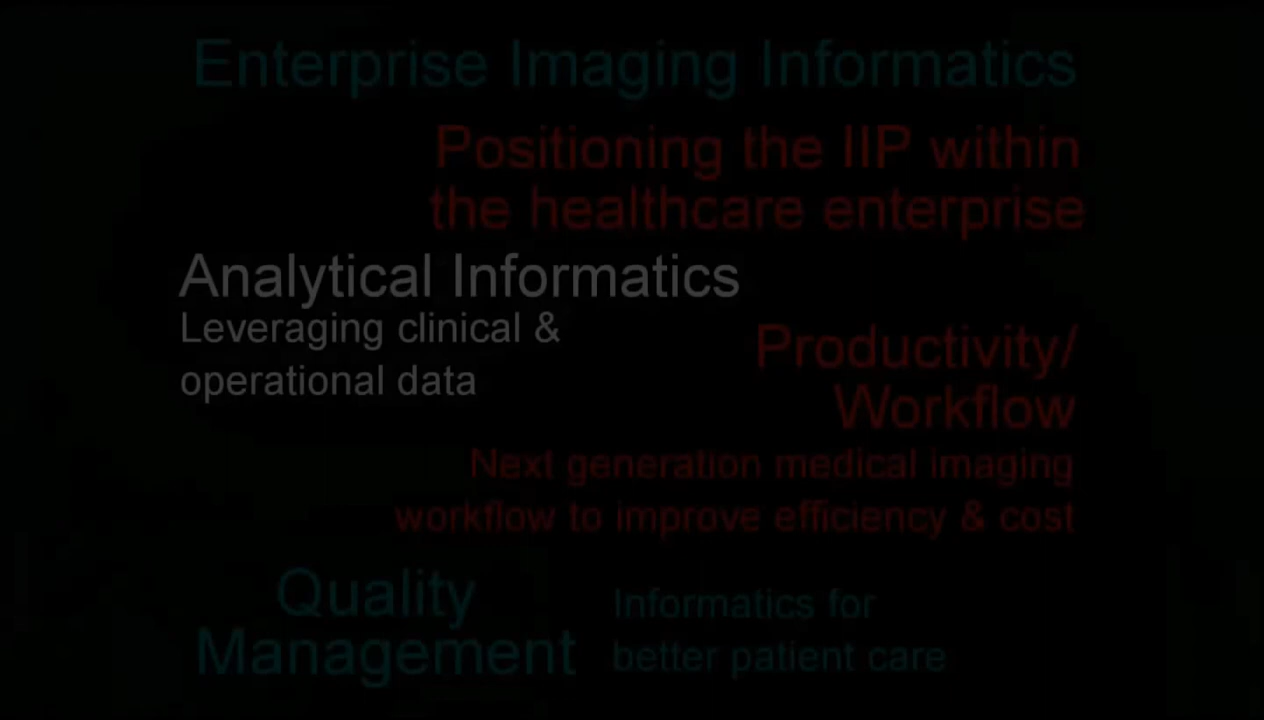 Enterprise Imaging Informatics
Positioning the IIP within
the healthcare enterprise
Analytical Informatics
Leveraging clinical &
operational data
Productivity/
Workflow
Next generation medical imaging
workflow to improve efficiency & cost
Quality
Management
Informatics for
better patient care